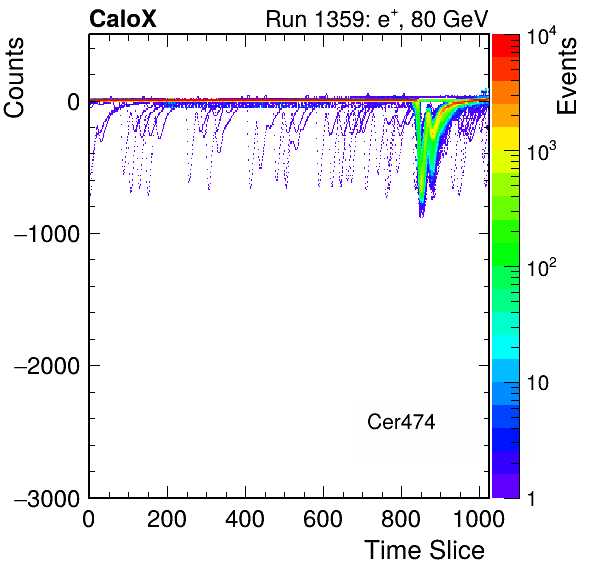 CaloX Run 1359: e⁺, 80 GeV
Counts
Events
0
−1000
−2000
−3000
10⁴
10³
10²
10
1
Cer474
0 200 400 600 800 1000
Time Slice